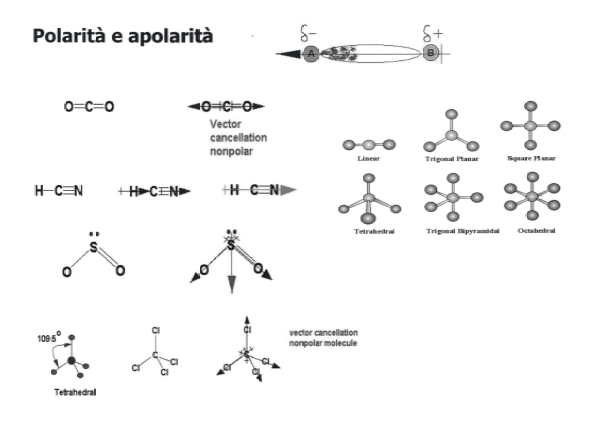 Polarità e apolarità
δ- δ+
A B
O=C=O
O=C=O
Vector
cancellation
nonpolar
Linear Trigonal Planar Square Planar
H-C≡N
H-C≡N
H-C≡N
Tetrahedral Trigonal Bipyramidal Octahedral
S
O O
S
O O
109.5°
Tetrahedral
Cl
C
Cl Cl
Cl
Cl
Cl Cl
Cl
vector cancellation
nonpolar molecule